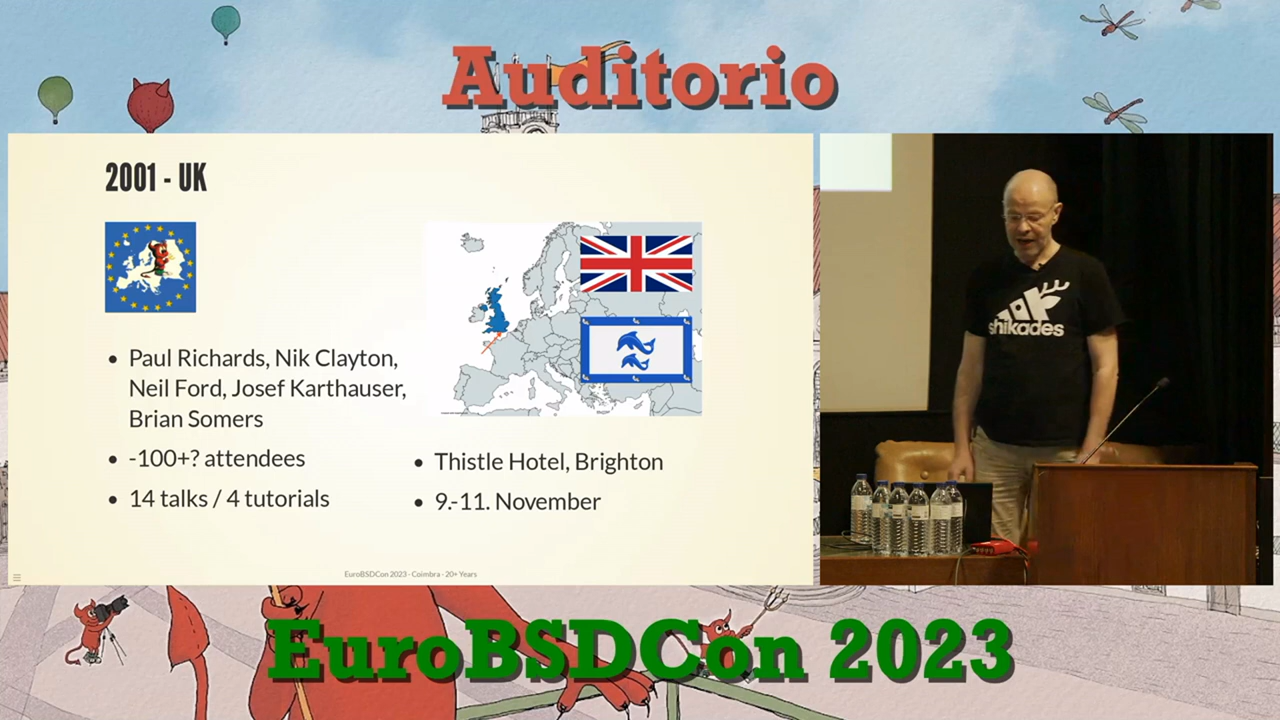 Auditorio
2001 - UK
• Paul Richards, Nik Clayton,
Neil Ford, Josef Karthauser,
Brian Somers
• -100+? attendees
• 14 talks / 4 tutorials
• Thistle Hotel, Brighton
• 9.-11. November
EuroBSDCon 2023 - Coimbra - 20+ Years
shikades
EuroBSDCon 2023